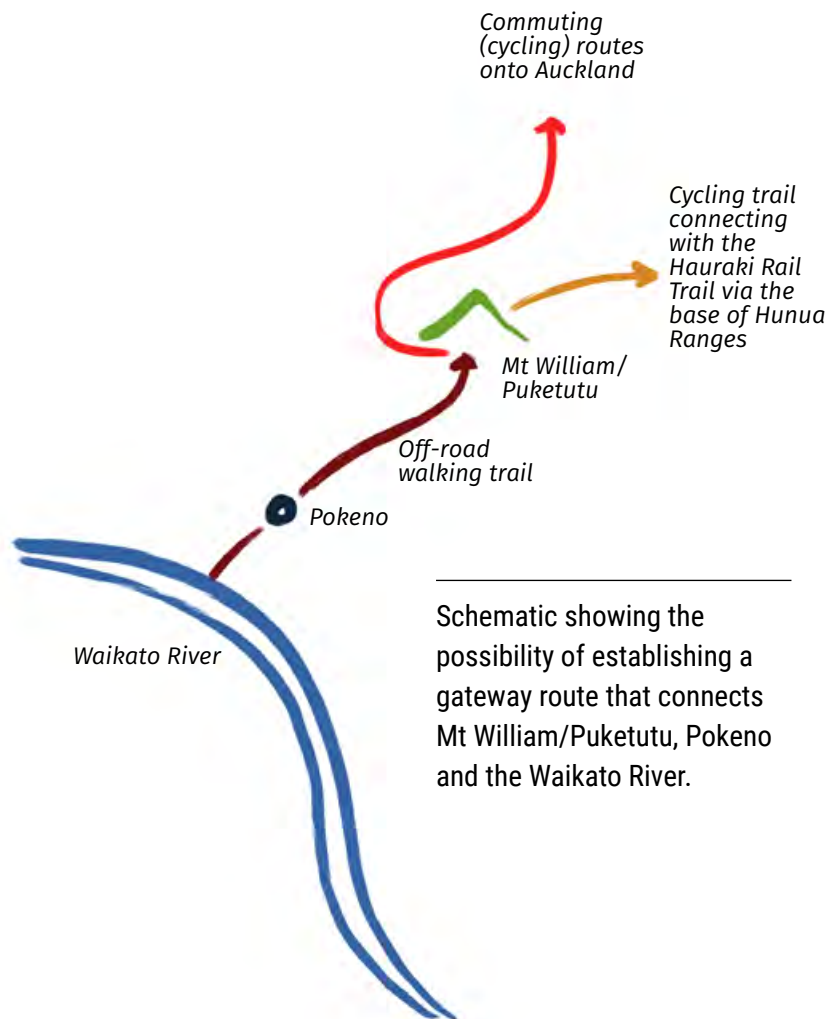 Commuting
(cycling) routes
onto Auckland
Cycling trail
connecting
with the
Hauraki Rail
Trail via the
base of Hunua
Ranges
Mt William/
Puketutu
Off-road
walking trail
Pokeno
Waikato River
Schematic showing the
possibility of establishing a
gateway route that connects
Mt William/Puketutu, Pokeno
and the Waikato River.